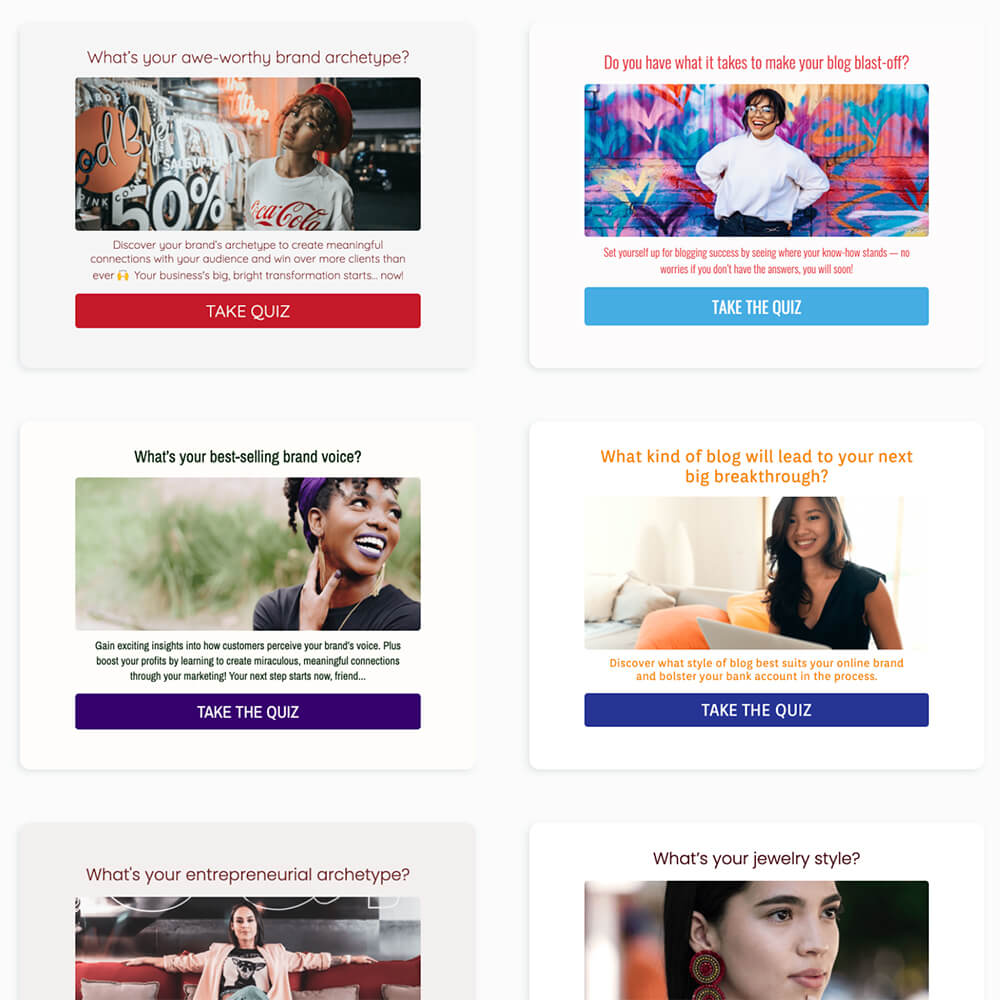 What's your awe-worthy brand archetype?
od Bye
SALE UP TO
50%
PINK CO
Coca-Cola
Discover your brand's archetype to create meaningful
connections with your audience and win over more clients than
ever 🙌 Your business's big, bright transformation starts... now!
TAKE QUIZ
Do you have what it takes to make your blog blast-off?
Set yourself up for blogging success by seeing where your know-how stands — no
worries if you don't have the answers, you will soon!
TAKE THE QUIZ
What's your best-selling brand voice?
Gain exciting insights into how customers perceive your brand's voice. Plus
boost your profits by learning to create miraculous, meaningful connections
through your marketing! Your next step starts now, friend...
TAKE THE QUIZ
What kind of blog will lead to your next
big breakthrough?
Discover what style of blog best suits your online brand
and bolster your bank account in the process.
TAKE THE QUIZ
What's your entrepreneurial archetype?
What's your jewelry style?